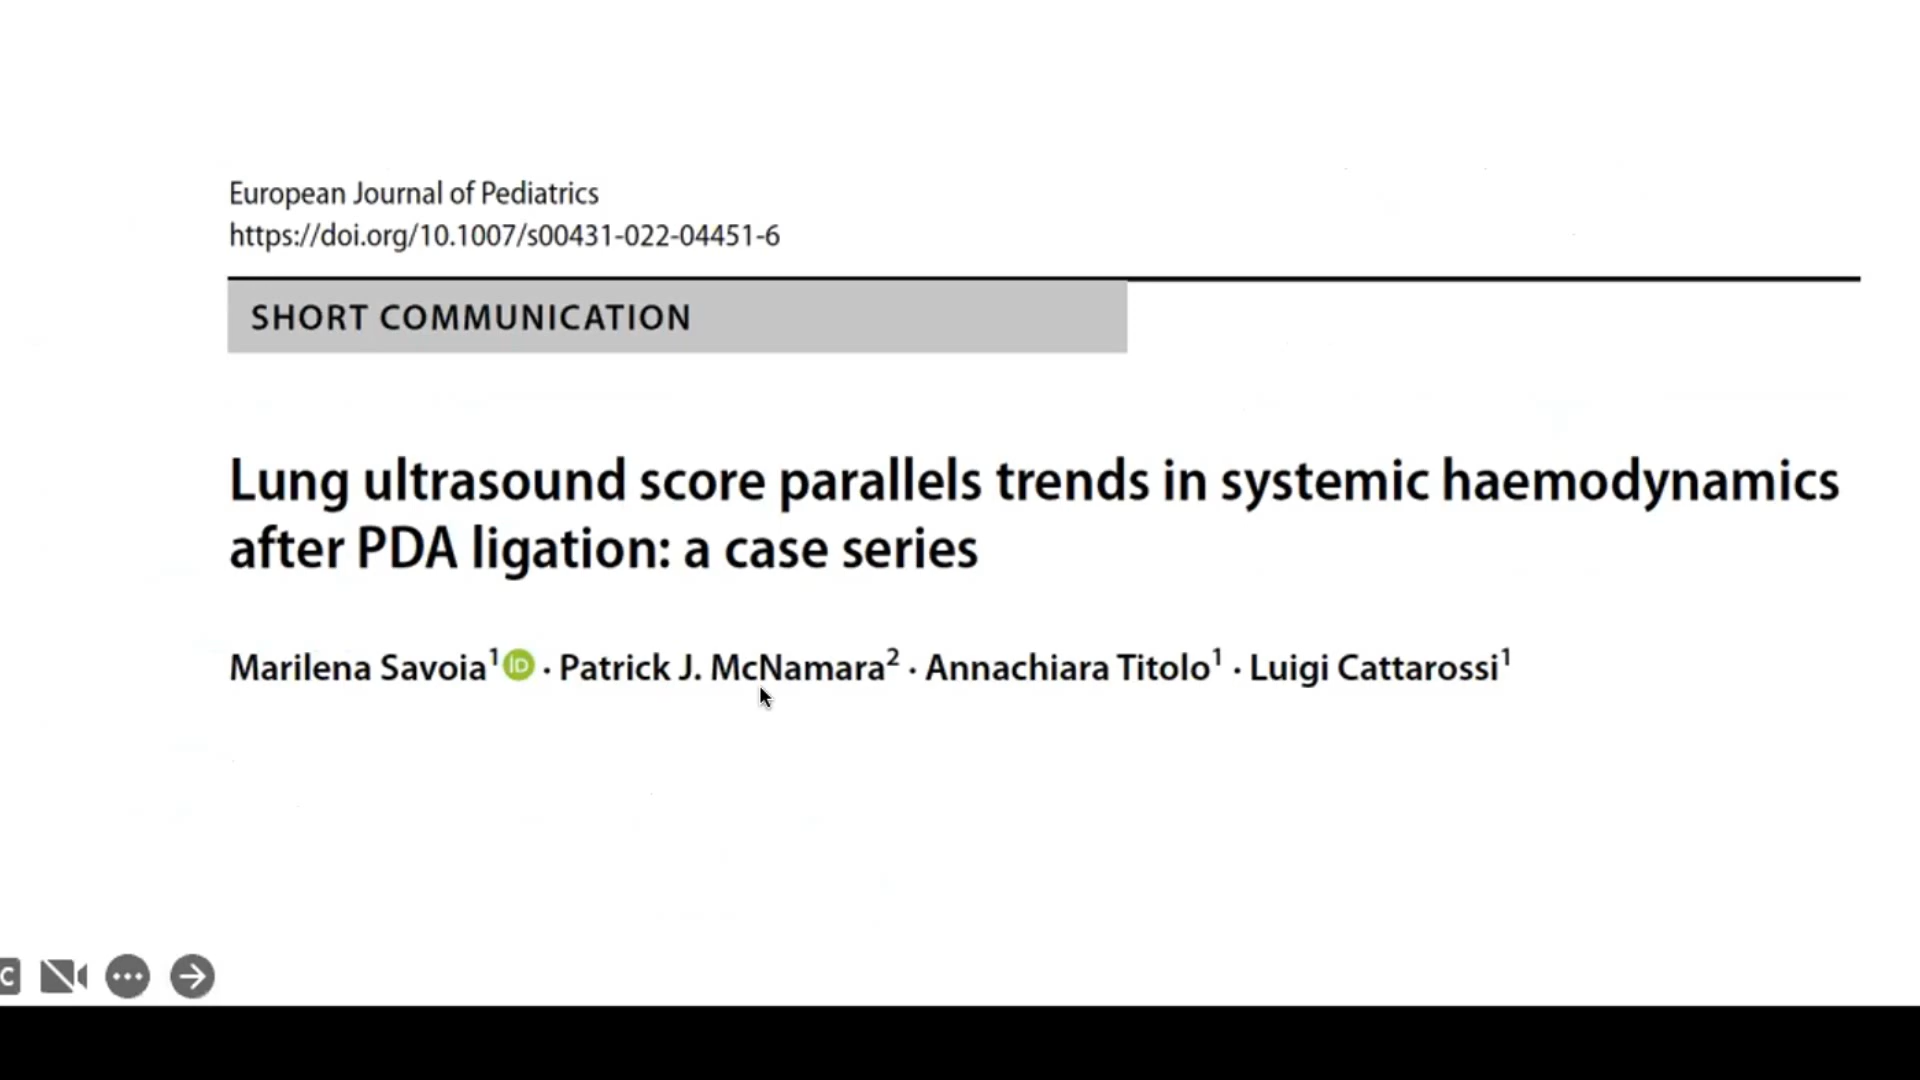 European Journal of Pediatrics
https://doi.org/10.1007/s00431-022-04451-6
SHORT COMMUNICATION
Lung ultrasound score parallels trends in systemic haemodynamics
after PDA ligation: a case series
Marilena Savoia1 iD · Patrick J. McNamara2 · Annachiara Titolo1 · Luigi Cattarossi1
C